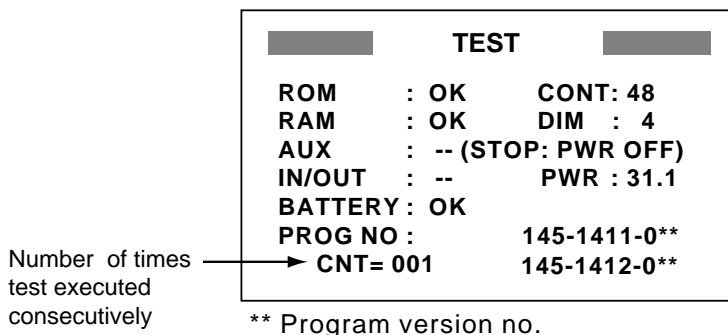 TEST
ROM : OK CONT: 48
RAM : OK DIM : 4
AUX : -- (STOP: PWR OFF)
IN/OUT : -- PWR : 31.1
BATTERY : OK
PROG NO : 145-1411-0**
CNT= 001 145-1412-0**
Number of times
test executed
consecutively
** Program version no.